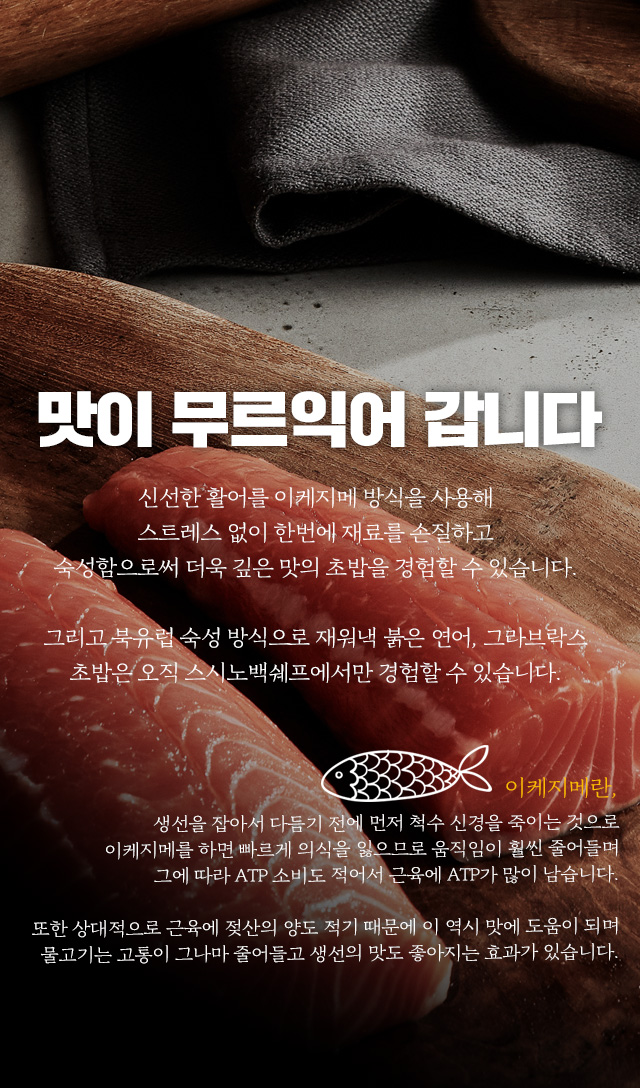 맛이 무르익어 갑니다
신선한 활어를 이케지메 방식을 사용해
스트레스 없이 한번에 재료를 손질하고
숙성함으로써 더욱 깊은 맛의 초밥을 경험할 수 있습니다.
그리고 북유럽 숙성 방식으로 재워낸 붉은 연어, 그라브락스
초밥은 오직 스시노백쉐프에서만 경험할 수 있습니다.
이케지메란,
생선을 잡아서 다듬기 전에 먼저 척수 신경을 죽이는 것으로
이케지메를 하면 빠르게 의식을 잃으므로 움직임이 훨씬 줄어들며
그에 따라 ATP 소비도 적어서 근육에 ATP가 많이 남습니다.
또한 상대적으로 근육에 젖산의 양도 적기 때문에 이 역시 맛에 도움이 되며
물고기는 고통이 그나마 줄어들고 생선의 맛도 좋아지는 효과가 있습니다.